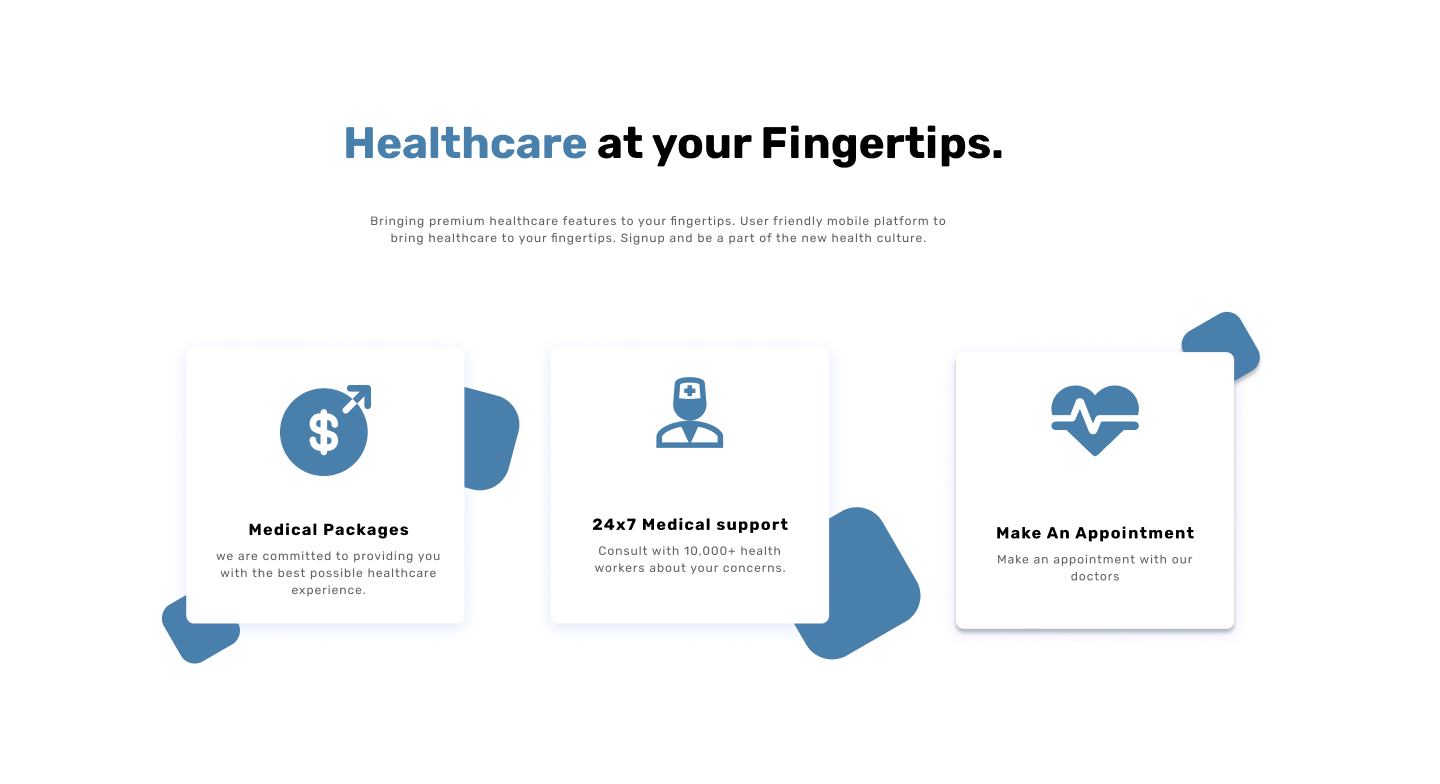 Healthcare at your Fingertips.
Bringing premium healthcare features to your fingertips. User friendly mobile platform to
bring healthcare to your fingertips. Signup and be a part of the new health culture.
$
Medical Packages
we are committed to providing you
with the best possible healthcare
experience.
24x7 Medical support
Consult with 10,000+ health
workers about your concerns.
Make An Appointment
Make an appointment with our
doctors